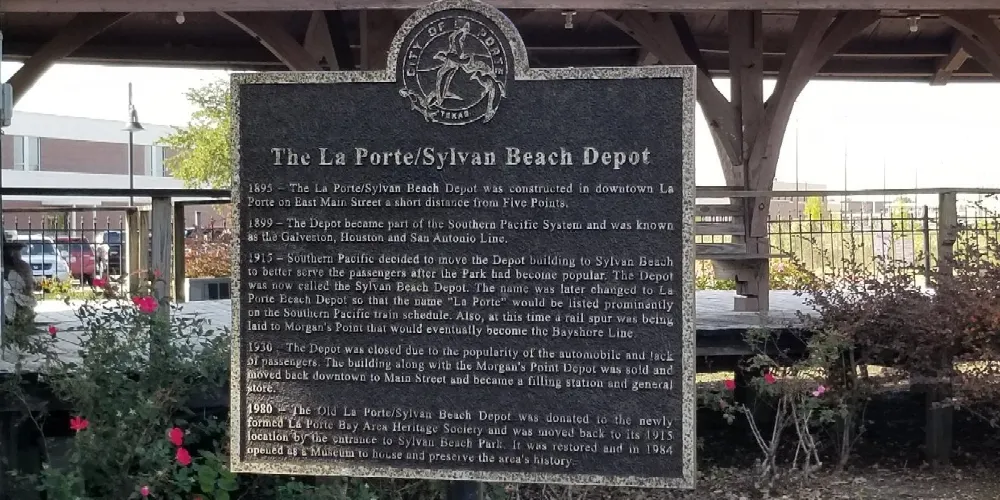 CITY OF LA PORTE
TEXAS
The La Porte/Sylvan Beach Depot
1895 – The La Porte/Sylvan Beach Depot was constructed in downtown La
Porte on East Main Street a short distance from Five Points.
1899 – The Depot became part of the Southern Pacific System and was known
as the Galveston, Houston and San Antonio Line.
1915 – Southern Pacific decided to move the Depot building to Sylvan Beach
to better serve the passengers after the Park had become popular. The Depot
was now called the Sylvan Beach Depot. The name was later changed to La
Porte Beach Depot so that the name "La Porte" would be listed prominently
on the Southern Pacific train schedule. Also, at this time a rail spur was being
laid to Morgan's Point that would eventually become the Bayshore Line
1930 – The Depot was closed due to the popularity of the automobile and lack
of passengers. The building along with the Morgan's Point Depot was sold and
moved back downtown to Main Street and became a filling station and general
store.
1980 – The Old La Porte/Sylvan Beach Depot was donated to the newly
formed La Porte Bay Area Heritage Society and was moved back to its 1915
location by the entrance to Sylvan Beach Park. It was restored and in 1984
opened as a Museum to house and preserve the area's history.